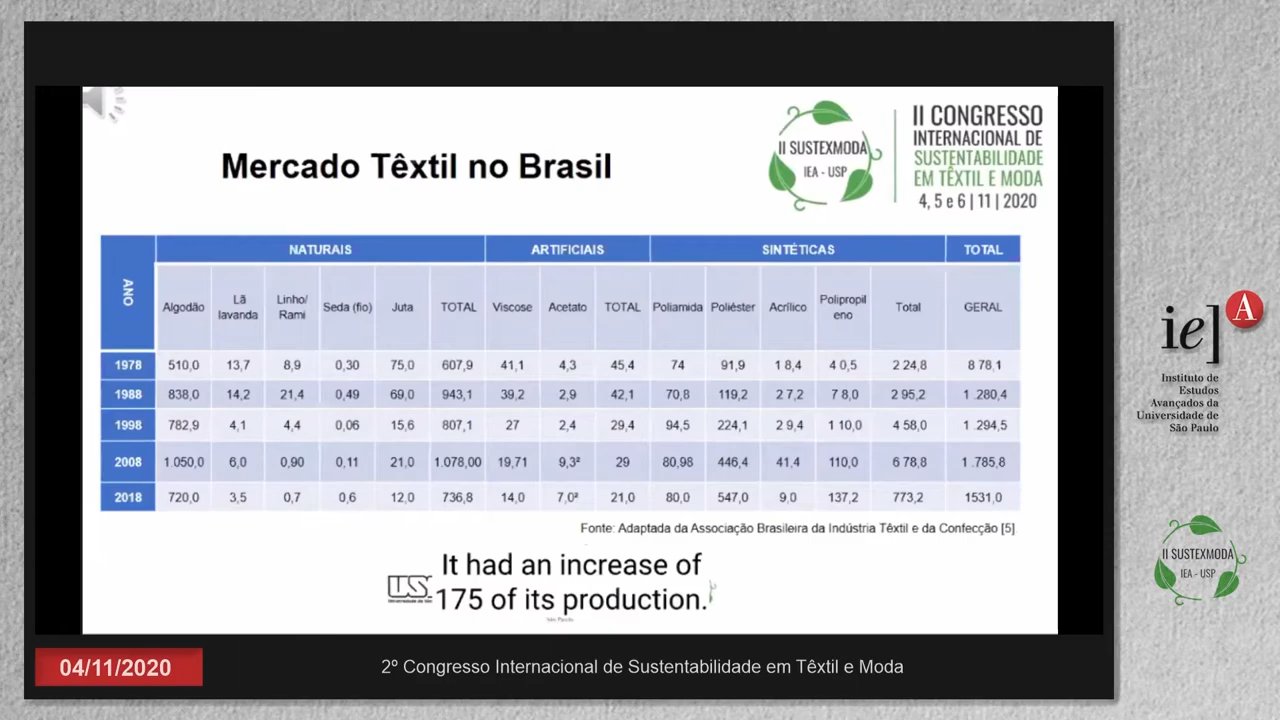 Mercado Têxtil no Brasil
II SUSTEXMODA
IEA - USP
II CONGRESSO
INTERNACIONAL DE
SUSTENTABILIDADE
EM TÊXTIL E MODA
4, 5 e 6 | 11 | 2020
ANO NATURAIS ARTIFICIAIS SINTÉTICAS TOTAL
Algodão Lã lavanda Linho/ Rami Seda (fio) Juta TOTAL Viscose Acetato TOTAL Poliamida Poliéster Acrílico Polipropil eno Total GERAL
1978 510,0 13,7 8,9 0,30 75,0 607,9 41,1 4,3 45,4 74 91,9 1 8,4 4 0,5 2 24,8 8 78,1
1988 838,0 14,2 21,4 0,49 69,0 943,1 39,2 2,9 42,1 70,8 119,2 2 7,2 7 8,0 2 95,2 1 .280,4
1998 782,9 4,1 4,4 0,06 15,6 807,1 27 2,4 29,4 94,5 224,1 2 9,4 1 10,0 4 58,0 1 .294,5
2008 1.050,0 6,0 0,90 0,11 21,0 1.078,00 19,71 9,3² 29 80,98 446,4 41,4 110,0 6 78,8 1 .785,8
2018 720,0 3,5 0,7 0,6 12,0 736,8 14,0 7,0² 21,0 80,0 547,0 9,0 137,2 773,2 1531,0
Fonte: Adaptada da Associação Brasileira da Indústria Têxtil e da Confecção [5]
It had an increase of
175 of its production.
São Paulo
04/11/2020
2º Congresso Internacional de Sustentabilidade em Têxtil e Moda
ie] A
Instituto de
Estudos
Avançados da
Universidade de
São Paulo
II SUSTEXMODA
IEA - USP